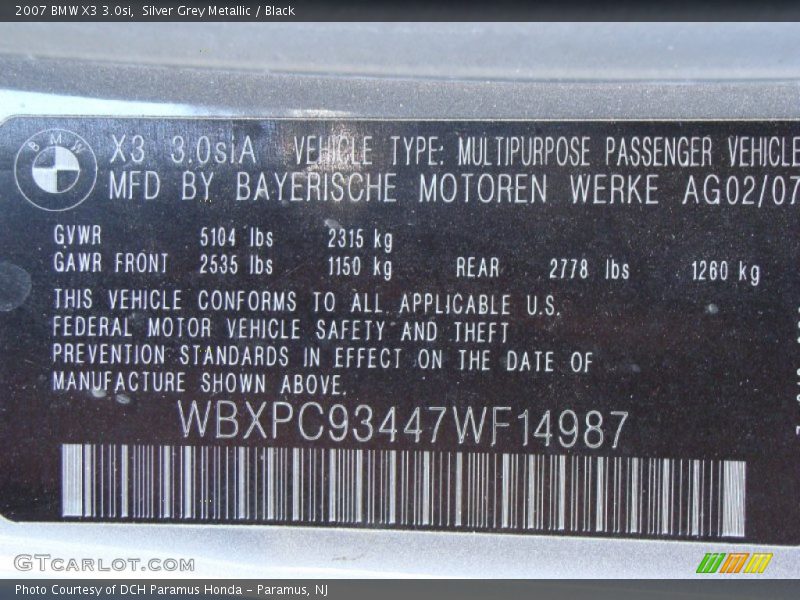 2007 BMW X3 3.0si, Silver Grey Metallic / Black
BMW
X3 3.0siA VEHICLE TYPE: MULTIPURPOSE PASSENGER VEHICLE
MFD BY BAYERISCHE MOTOREN WERKE AG02/07
GVWR 5104 lbs 2315 kg
GAWR FRONT 2535 lbs 1150 kg REAR 2778 lbs 1260 kg
THIS VEHICLE CONFORMS TO ALL APPLICABLE U.S.
FEDERAL MOTOR VEHICLE SAFETY AND THEFT
PREVENTION STANDARDS IN EFFECT ON THE DATE OF
MANUFACTURE SHOWN ABOVE.
WBXPC93447WF14987
GTCARLOT.COM
Photo Courtesy of DCH Paramus Honda - Paramus, NJ